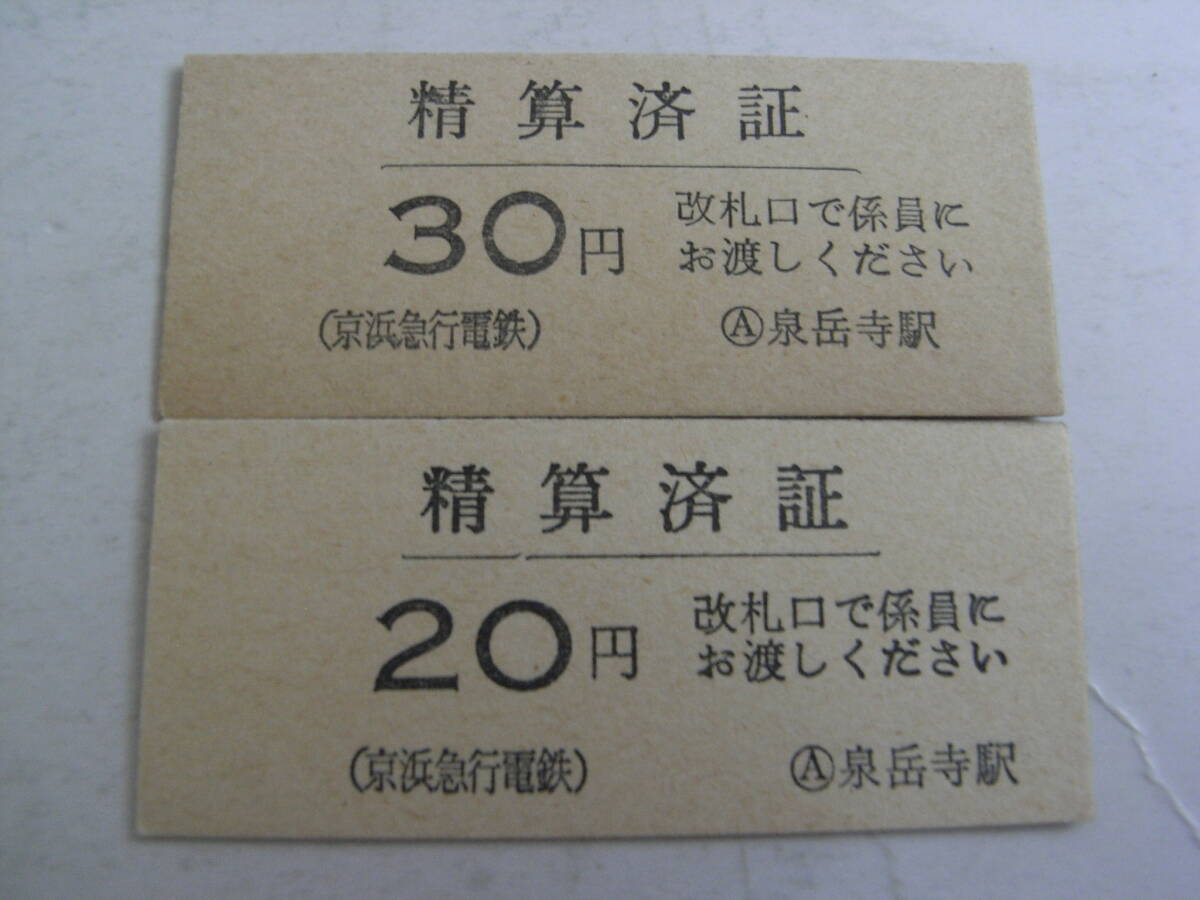 精算済証
30円
改札口で係員に
お渡しください
(京浜急行電鉄)
Ⓐ泉岳寺駅
精算済証
20円
改札口で係員に
お渡しください
(京浜急行電鉄)
Ⓐ泉岳寺駅